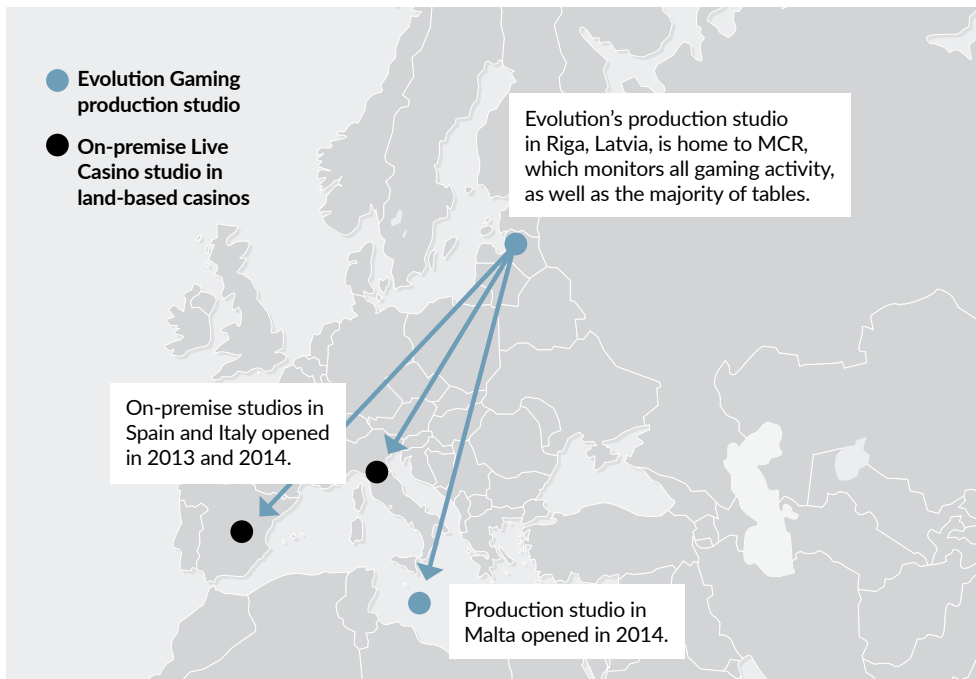 Evolution Gaming
production studio
On-premise Live
Casino studio in
land-based casinos
Evolution’s production studio
in Riga, Latvia, is home to MCR,
which monitors all gaming activity,
as well as the majority of tables.
On-premise studios in
Spain and Italy opened
in 2013 and 2014.
Production studio in
Malta opened in 2014.